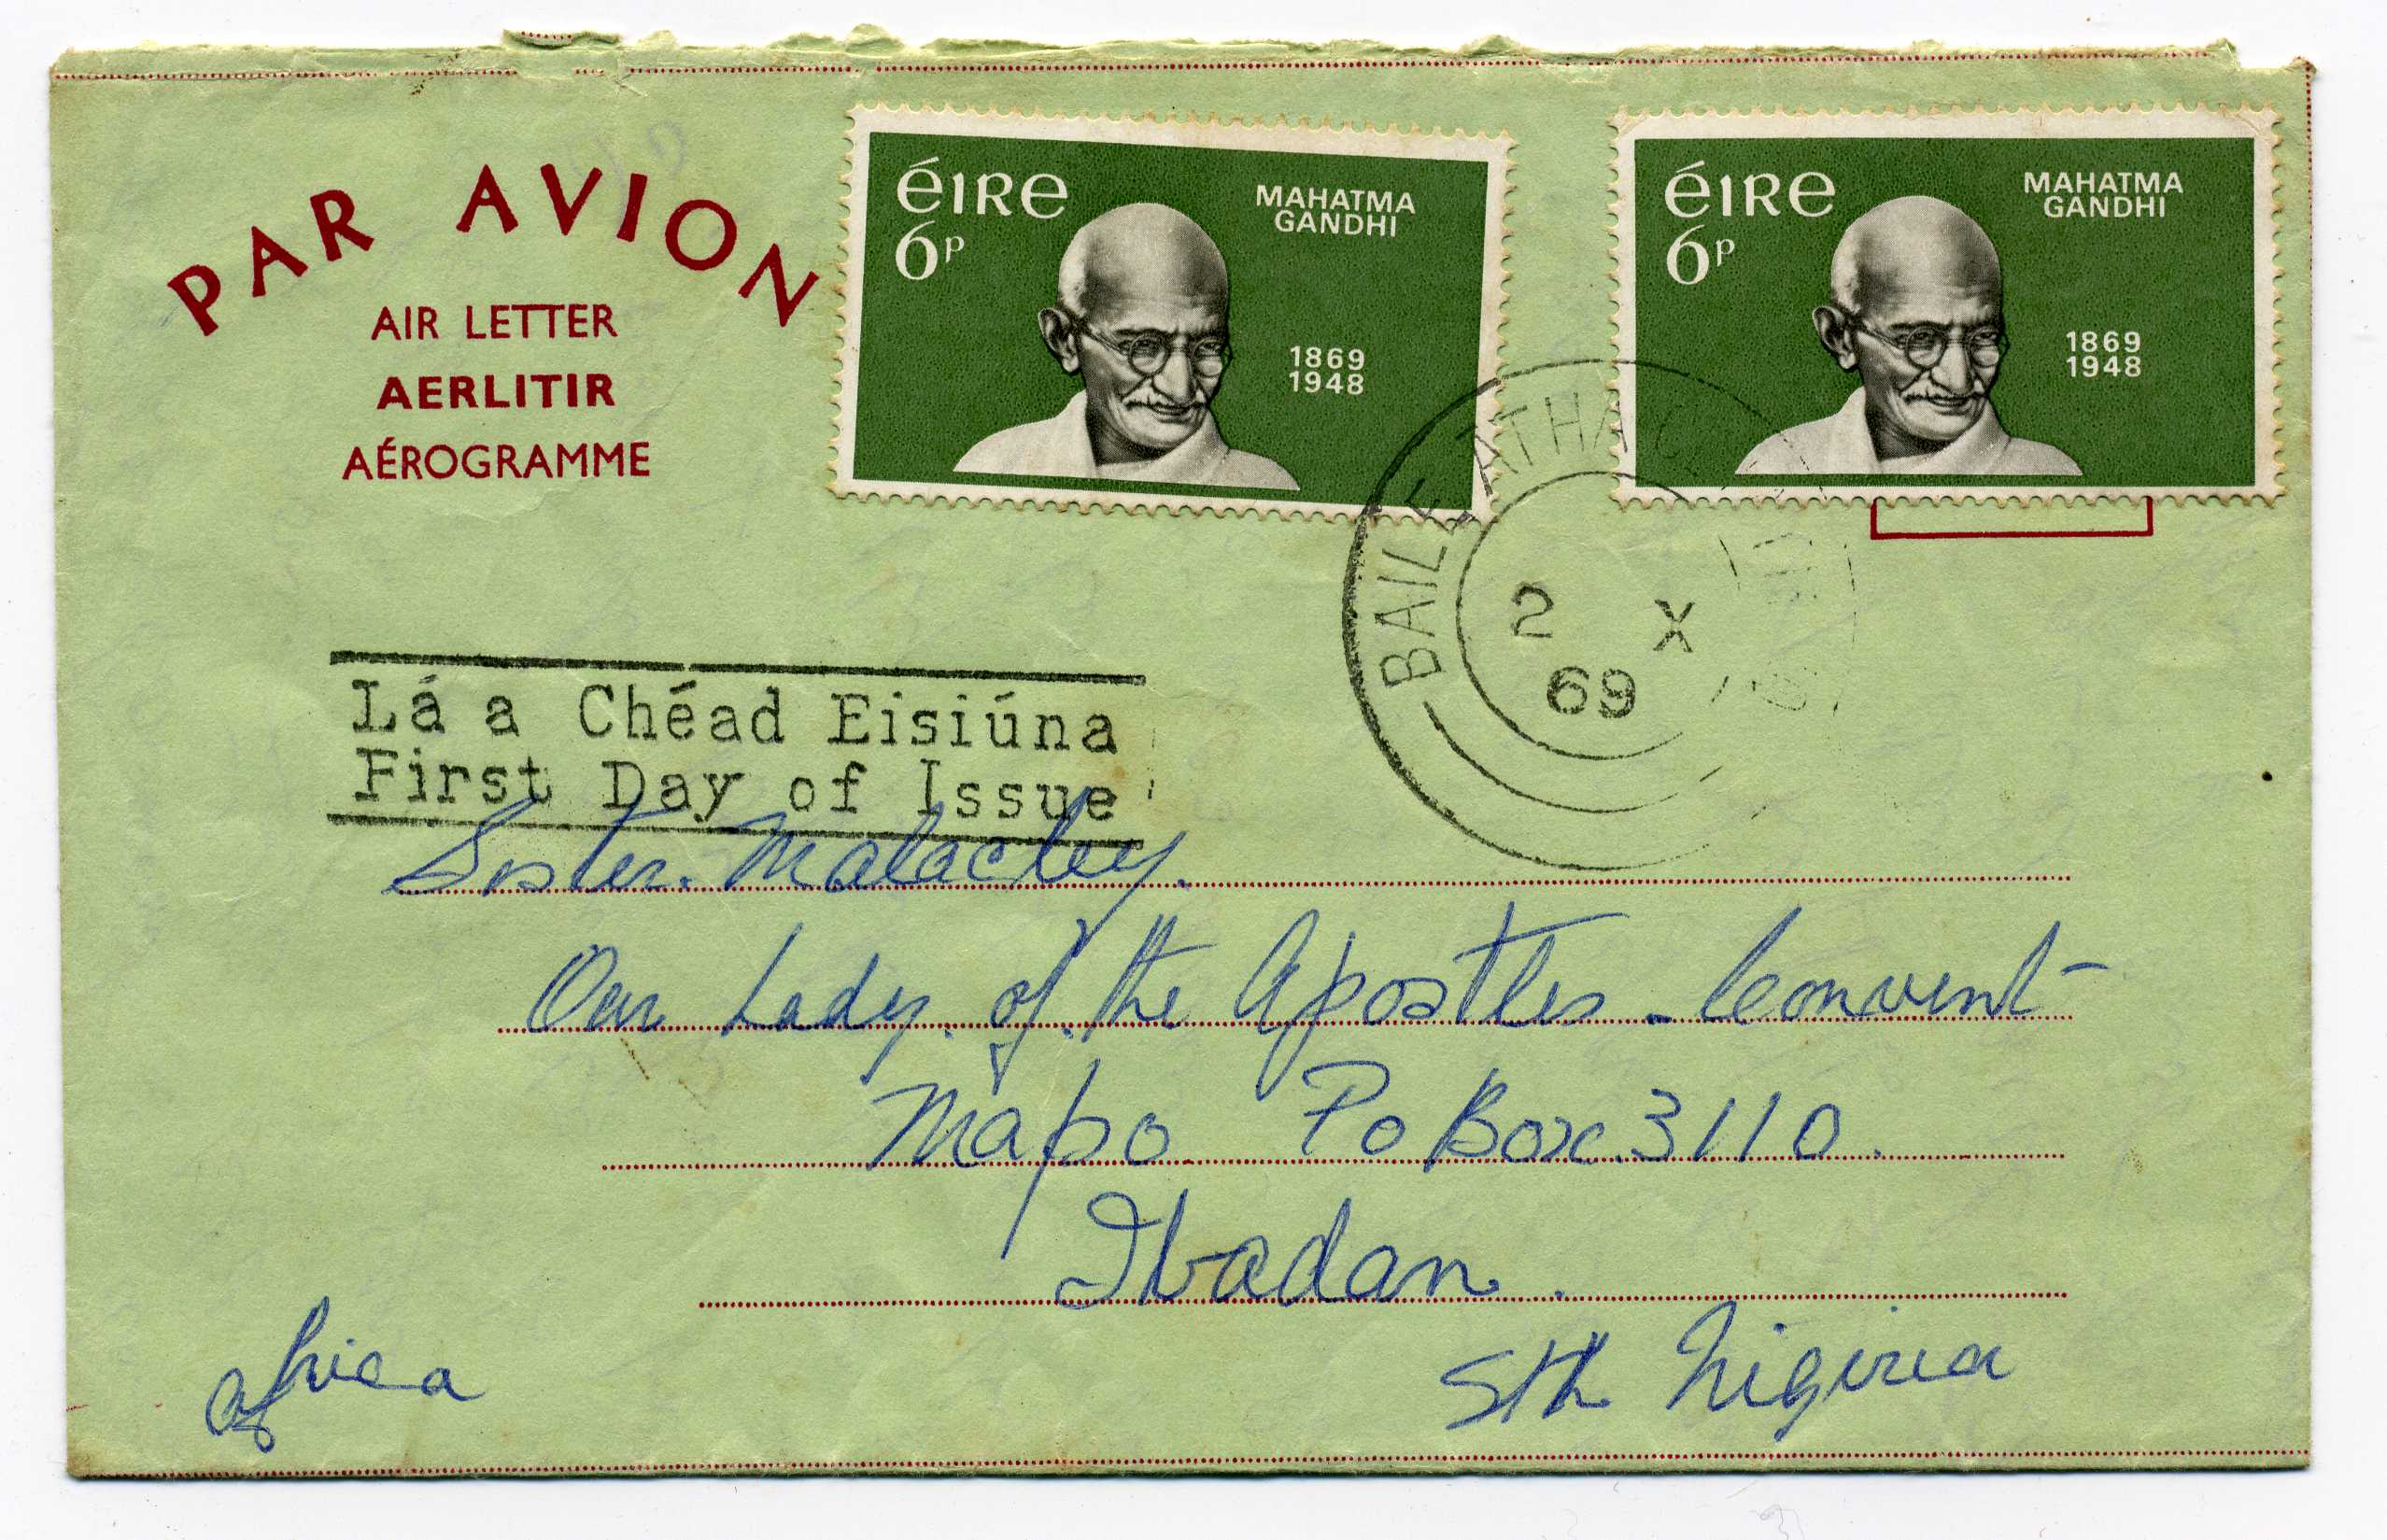 PAR AVION
AIR LETTER
AERLITIR
AÉROGRAMME
éIRe
6p
MAHATMA
GANDHI
1869
1948
éIRe
6p
MAHATMA
GANDHI
1869
1948
BAILE ATHA
2 X
69
Lá a Chéad Eisiúna
First Day of Issue
Sister. Malachy.
Our Lady. of. the Apostles - Convent
Mapo Po Box. 3110.
Ibadan.
Sth Nigiria
Africa